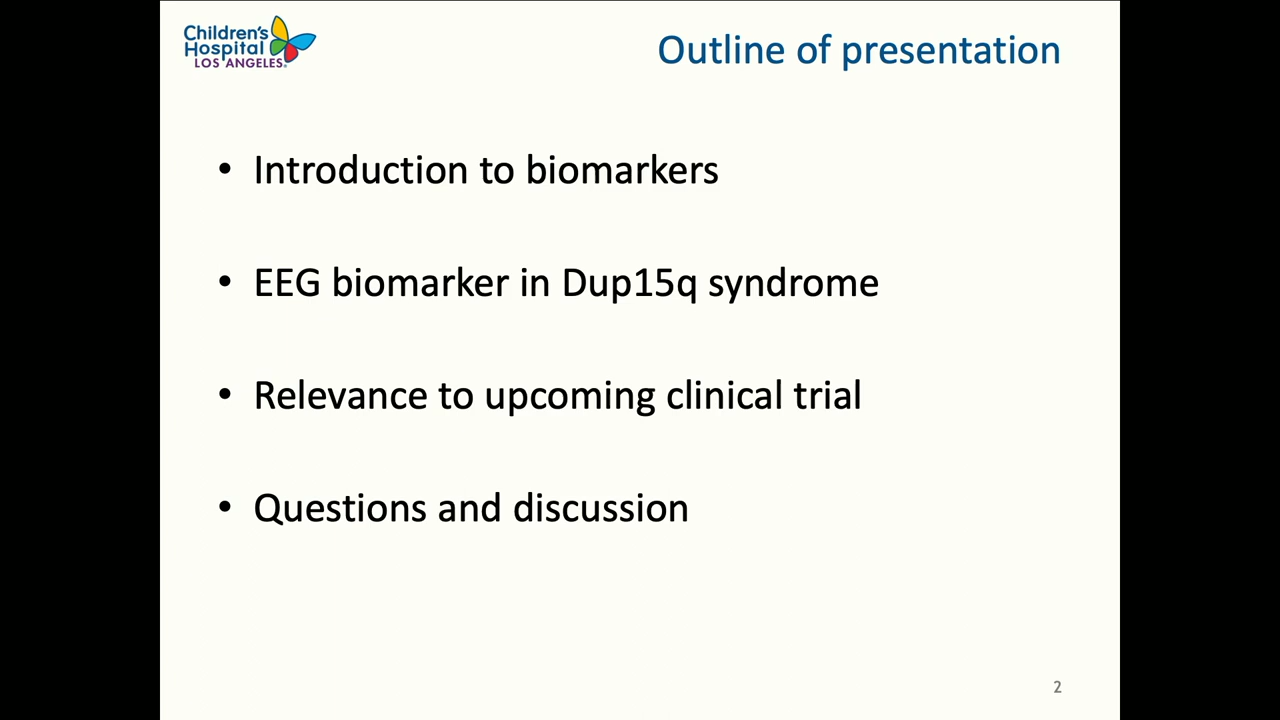 Children's
Hospital
LOS ANGELES®
Outline of presentation
• Introduction to biomarkers
• EEG biomarker in Dup15q syndrome
• Relevance to upcoming clinical trial
• Questions and discussion
2